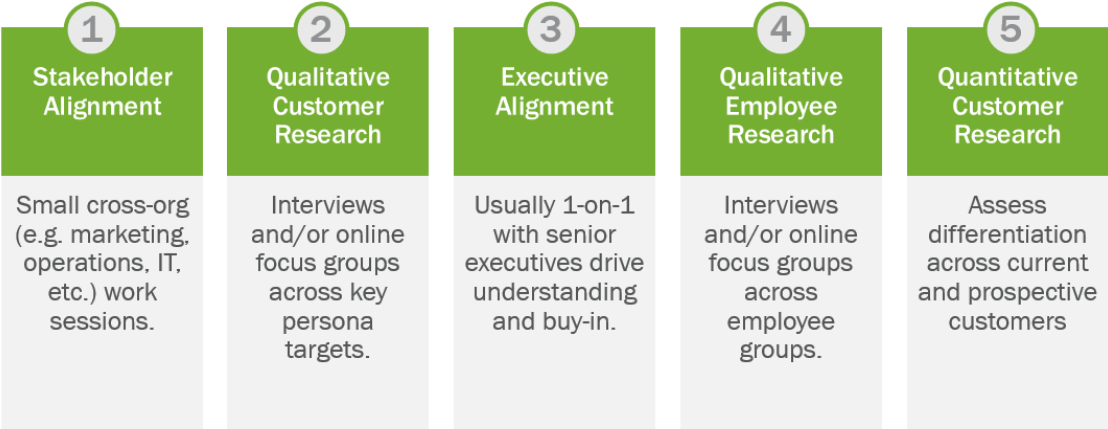 1
Stakeholder
Alignment
Small cross-org
(e.g. marketing,
operations, IT,
etc.) work
sessions.
2
Qualitative
Customer
Research
Interviews
and/or online
focus groups
across key
persona
targets.
3
Executive
Alignment
Usually 1-on-1
with senior
executives drive
understanding
and buy-in.
4
Qualitative
Employee
Research
Interviews
and/or online
focus groups
across
employee
groups.
5
Quantitative
Customer
Research
Assess
differentiation
across current
and prospective
customers